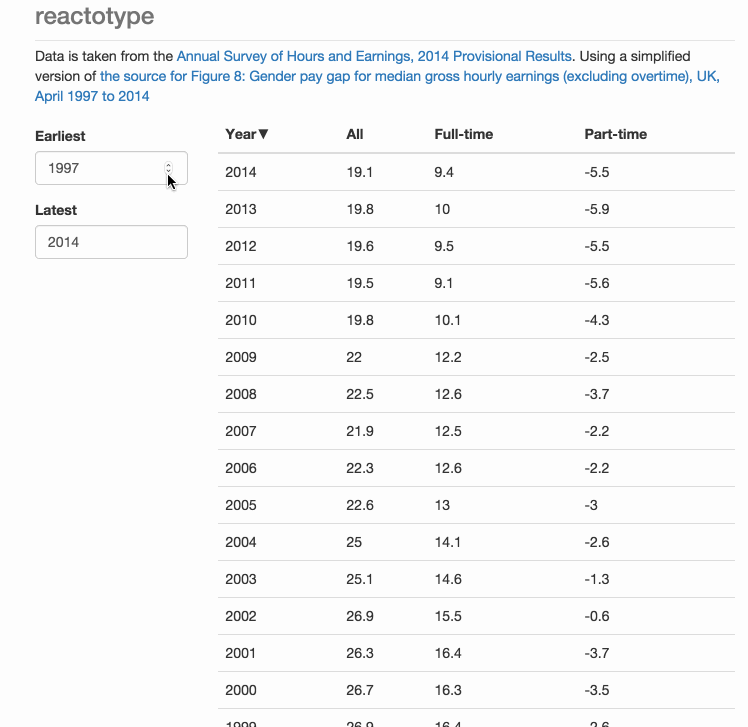 reactotype
Data is taken from the Annual Survey of Hours and Earnings, 2014 Provisional Results. Using a simplified
version of the source for Figure 8: Gender pay gap for median gross hourly earnings (excluding overtime), UK,
April 1997 to 2014
Earliest
1997
Latest
2014
Year▼ All Full-time Part-time
2014 19.1 9.4 -5.5
2013 19.8 10 -5.9
2012 19.6 9.5 -5.5
2011 19.5 9.1 -5.6
2010 19.8 10.1 -4.3
2009 22 12.2 -2.5
2008 22.5 12.6 -3.7
2007 21.9 12.5 -2.2
2006 22.3 12.6 -2.2
2005 22.6 13 -3
2004 25 14.1 -2.6
2003 25.1 14.6 -1.3
2002 26.9 15.5 -0.6
2001 26.3 16.4 -3.7
2000 26.7 16.3 -3.5
1999 26.9 16.4 -2.6